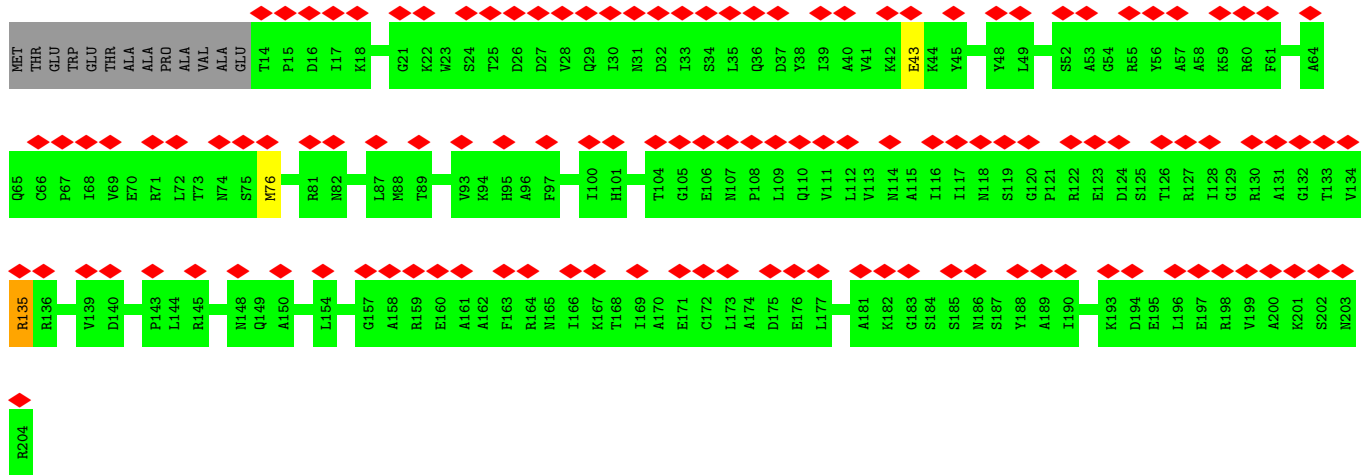 MET THR GLU TRP GLU THR ALA ALA PRO ALA VAL ALA GLU T14 P15 D16 I17 K18 G21 K22 W23 S24 T25 D26 D27 V28 Q29 I30 N31 D32 I33 S34 L35 Q36 D37 Y38 I39 A40 V41 K42 E43 K44 Y45 Y48 L49 S52 A53 G54 R55 Y56 A57 A58 K59 R60 F61 A64
Q65 C66 P67 I68 V69 E70 R71 L72 T73 N74 S75 M76 R81 N82 L87 M88 T89 V93 K94 H95 A96 F97 I100 H101 T104 G105 E106 N107 P108 L109 Q110 V111 L112 V113 N114 A115 I116 I117 N118 S119 G120 P121 R122 E123 D124 S125 T126 R127 I128 G129 R130 A131 G132 T133 V134
R135 R136 V139 D140 P143 L144 R145 N148 Q149 A150 L154 G157 A158 R159 E160 A161 A162 F163 R164 N165 I166 K167 T168 I169 A170 E171 C172 L173 A174 D175 E176 L177 A181 K182 G183 S184 S185 N186 S187 Y188 A189 I190 K193 D194 E195 L196 E197 R198 V199 A200 K201 S202 N203
R204